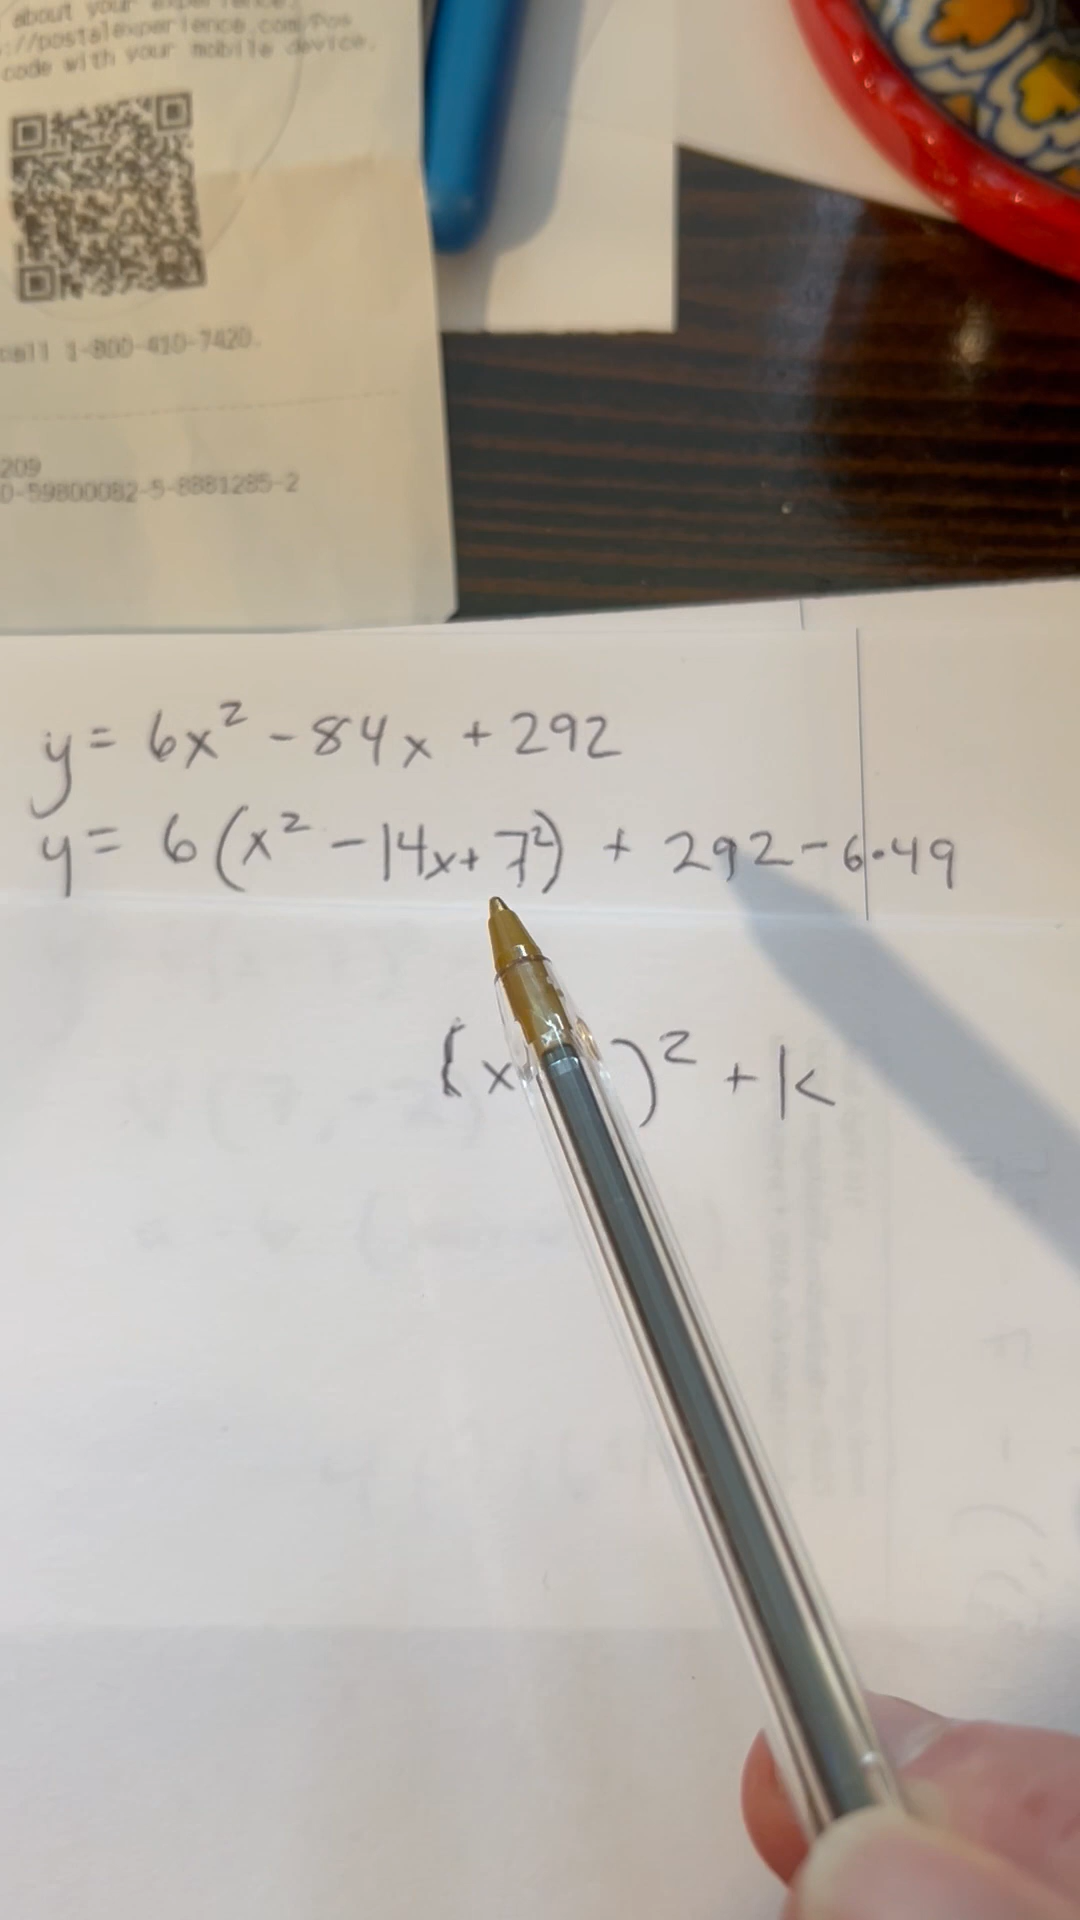 about your experience.
://postalexperience.com/Pos
code with your mobile device.
call 1-800-410-7420.
209
0-59800082-5-8881285-2
y = 6x² - 84x + 292
y = 6(x² - 14x + 7²) + 292 - 6·49
(x )² + k